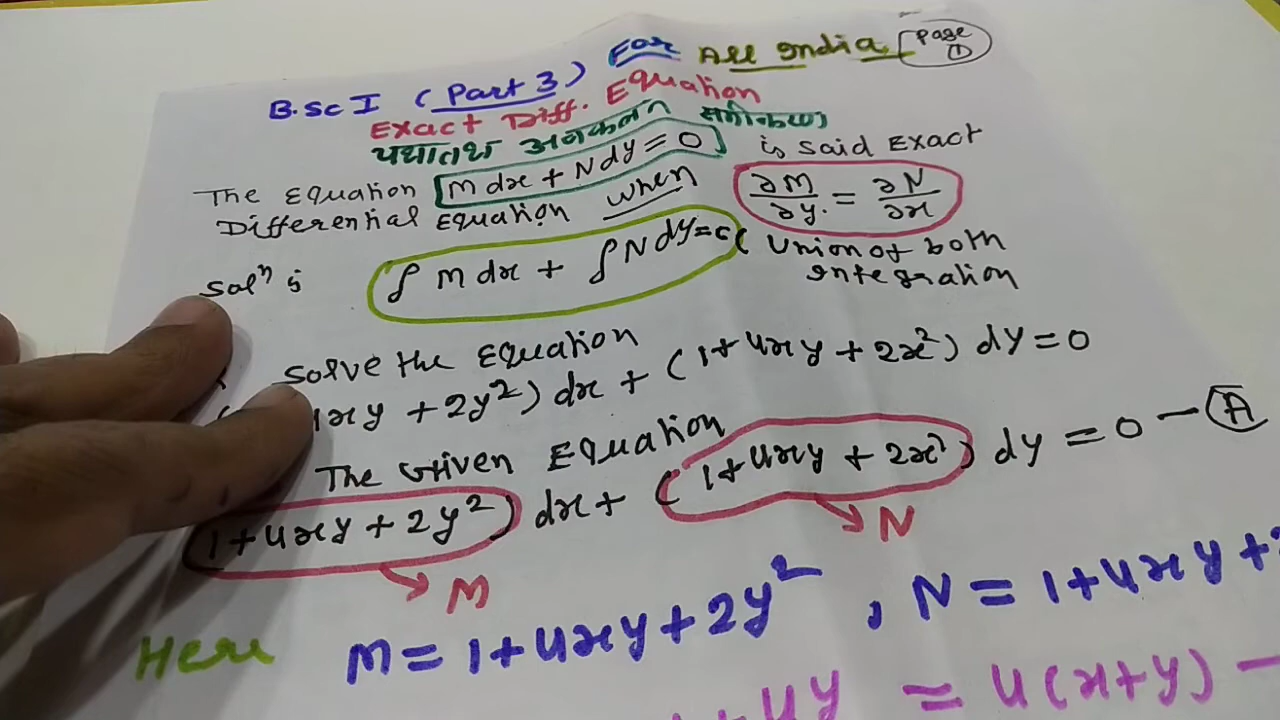 B.Sc I (Part 3) For All India Page 1
Exact Diff. Equation
यथातथ अवकलन समीकरण
The Equation M dx + N dy = 0 is said Exact
Differential Equation when ∂M/∂y. = ∂N/∂x
Solⁿ is ∫ M dx + ∫ N dy = c ( Union of both
Integration
Solve the Equation
xy + 2y²) dx + (1 + 4xy + 2x²) dy = 0
The Given Equation
(1 + 4xy + 2y²) dx + (1 + 4xy + 2x²) dy = 0 — A
M N
Here M = 1 + 4xy + 2y² , N = 1 + 4xy +
+ 4y = 4(x+y) —